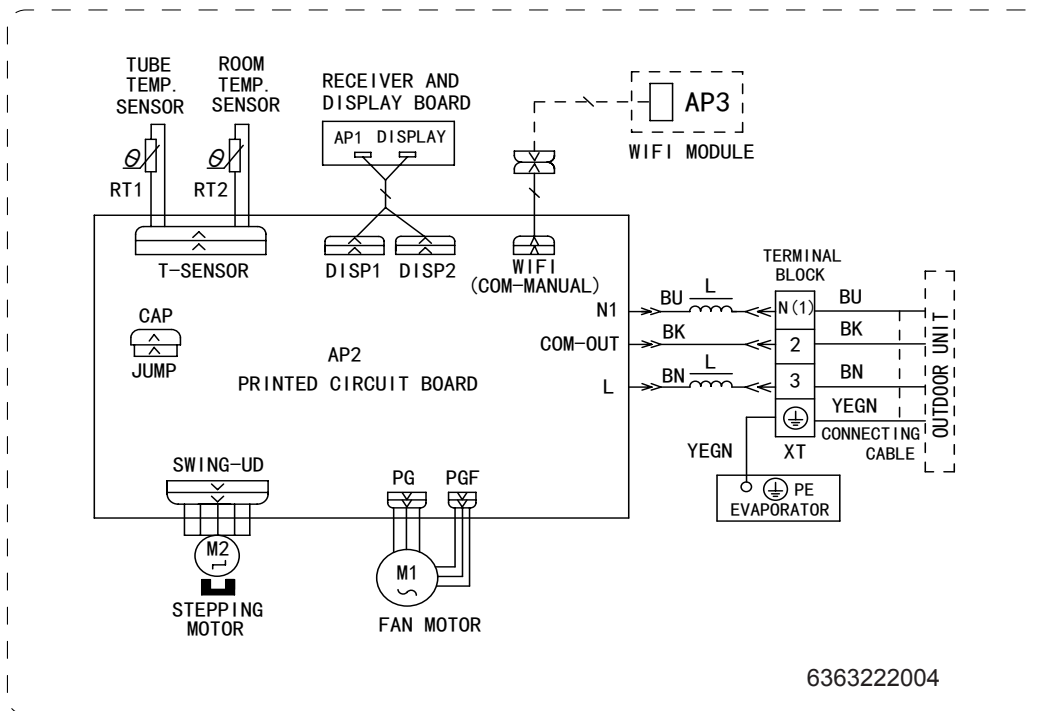 TUBE
TEMP.
SENSOR
ROOM
TEMP.
SENSOR
RECEIVER AND
DISPLAY BOARD
AP1 DISPLAY
AP3
WIFI MODULE
θ
RT1
θ
RT2
T-SENSOR
DISP1
DISP2
WIFI
(COM-MANUAL)
CAP
JUMP
AP2
PRINTED CIRCUIT BOARD
N1
COM-OUT
L
BU
L
BK
BN
L
TERMINAL
BLOCK
N(1)
2
3
XT
BU
BK
BN
YEGN
CONNECTING
CABLE
OUTDOOR UNIT
YEGN
PE
EVAPORATOR
SWING-UD
M2
STEPPING
MOTOR
PG
PGF
M1
FAN MOTOR
6363222004